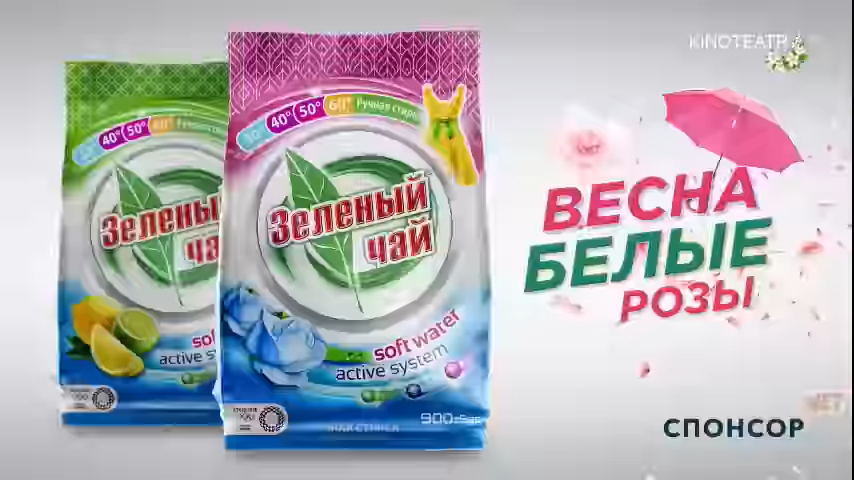 KINOTEATR
40° 50° 60° Ручная стирка
40° 50° 60°
Зеленый
чай
Зеленый
чай
soft water
active system
active
900
ВЕСНА
БЕЛЫЕ
РОЗЫ
СПОНСОР